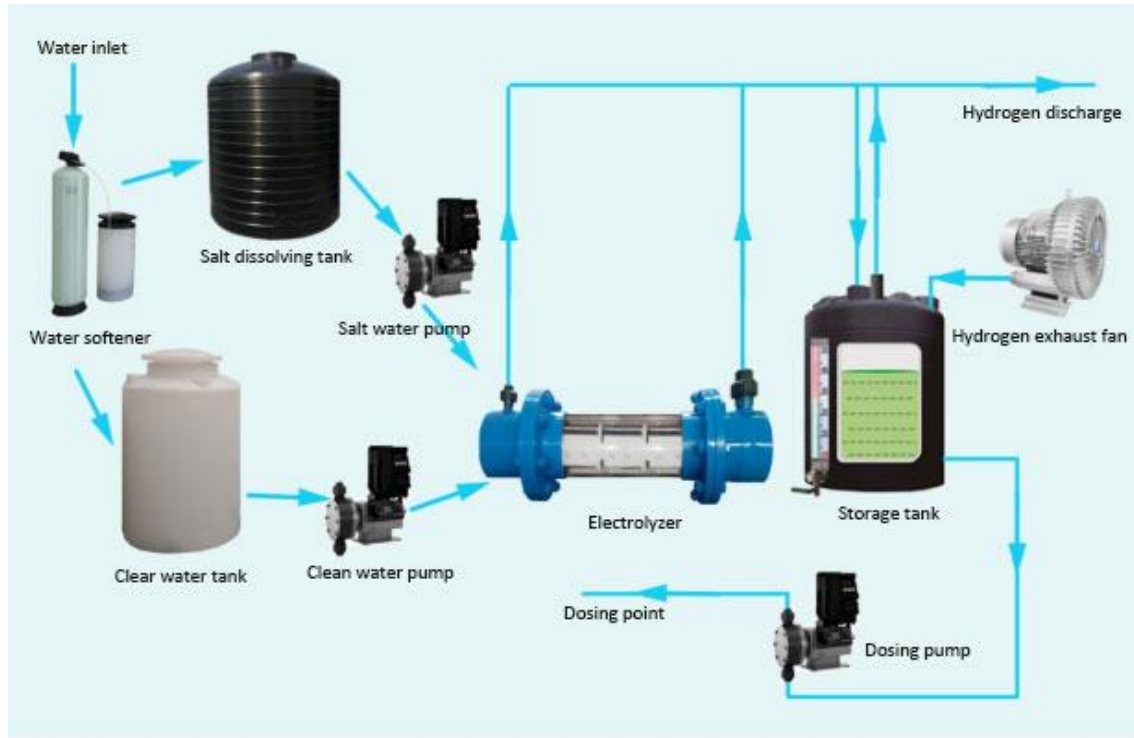 Water inlet
Hydrogen discharge
Salt dissolving tank
Salt water pump
Water softener
Hydrogen exhaust fan
Electrolyzer
Storage tank
Clear water tank
Clean water pump
Dosing point
Dosing pump